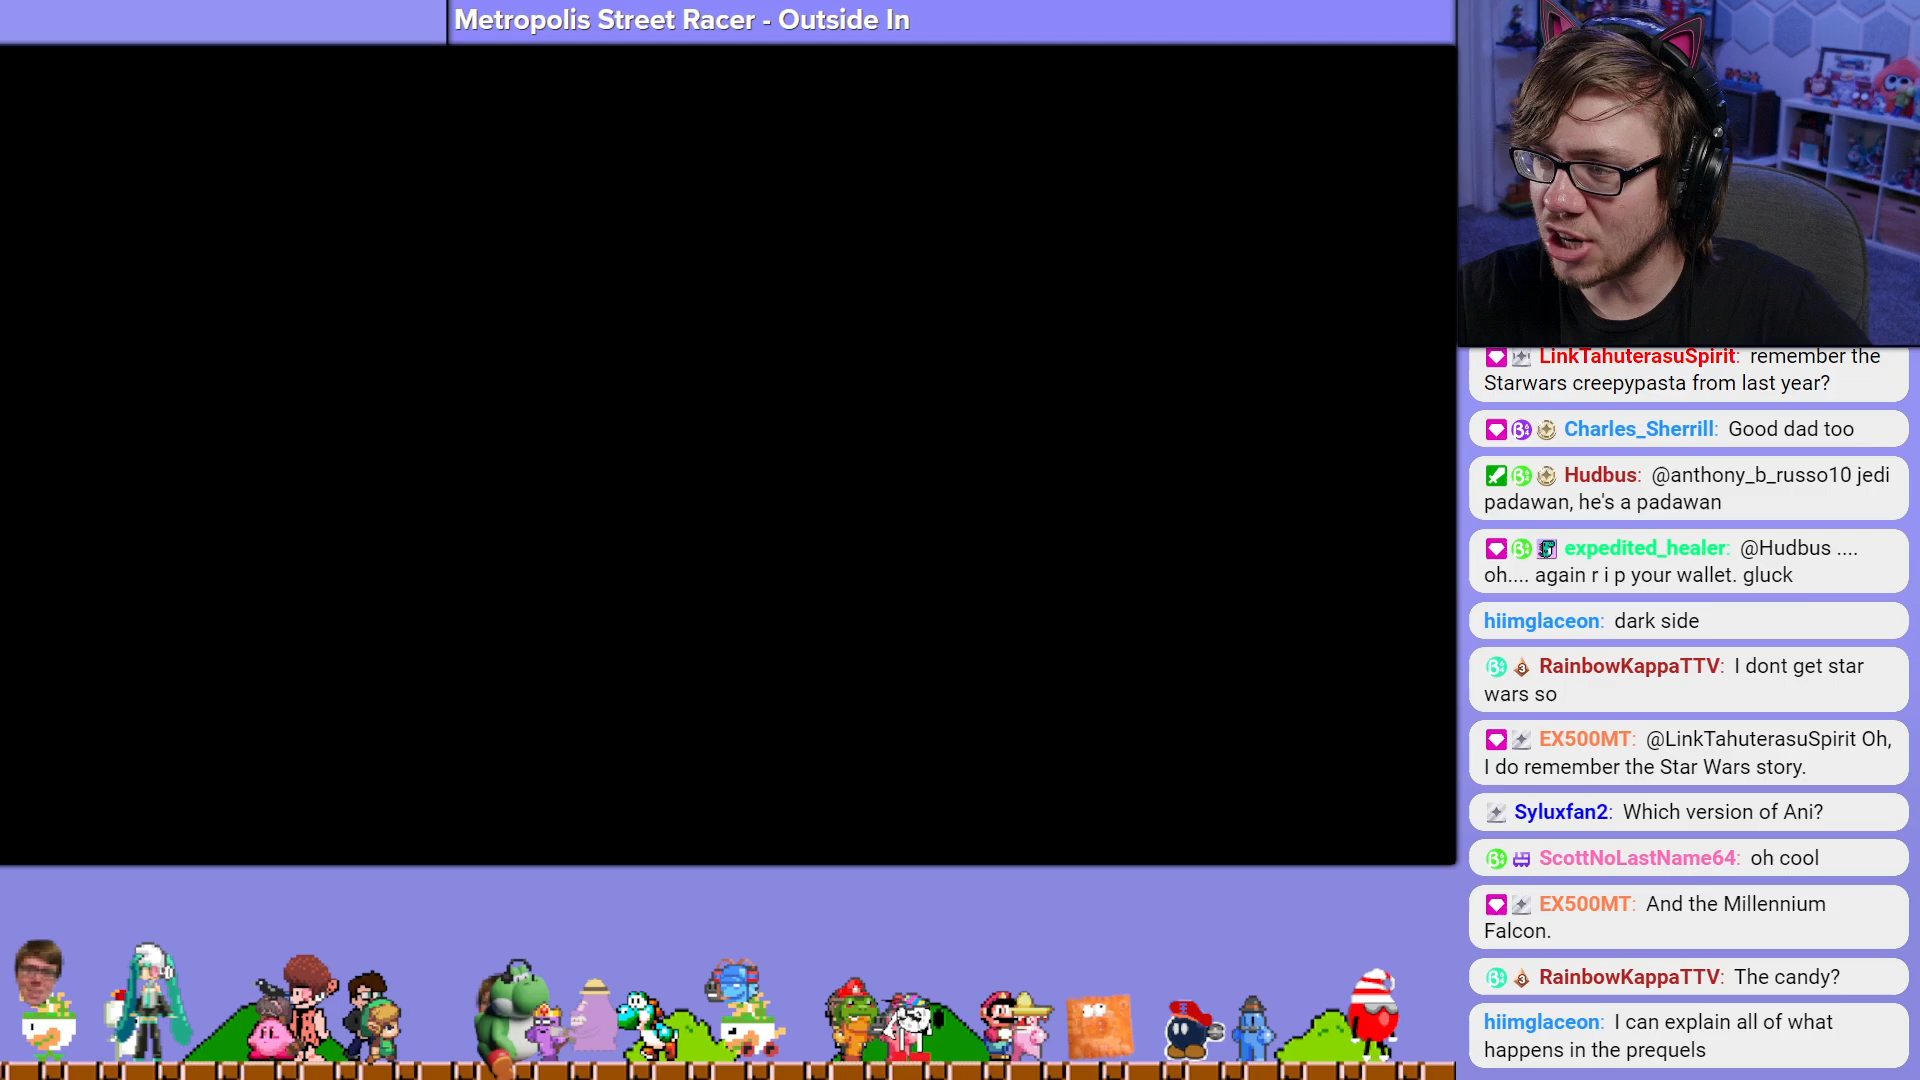 Metropolis Street Racer - Outside In
LinkTahuterasuSpirit: remember the
Starwars creepypasta from last year?
Charles_Sherrill: Good dad too
Hudbus: @anthony_b_russo10 jedi
padawan, he's a padawan
expedited_healer: @Hudbus ....
oh.... again r i p your wallet. gluck
hiimglaceon: dark side
RainbowKappaTTV: I dont get star
wars so
EX500MT: @LinkTahuterasuSpirit Oh,
I do remember the Star Wars story.
Syluxfan2: Which version of Ani?
ScottNoLastName64: oh cool
EX500MT: And the Millennium
Falcon.
RainbowKappaTTV: The candy?
hiimglaceon: I can explain all of what
happens in the prequels